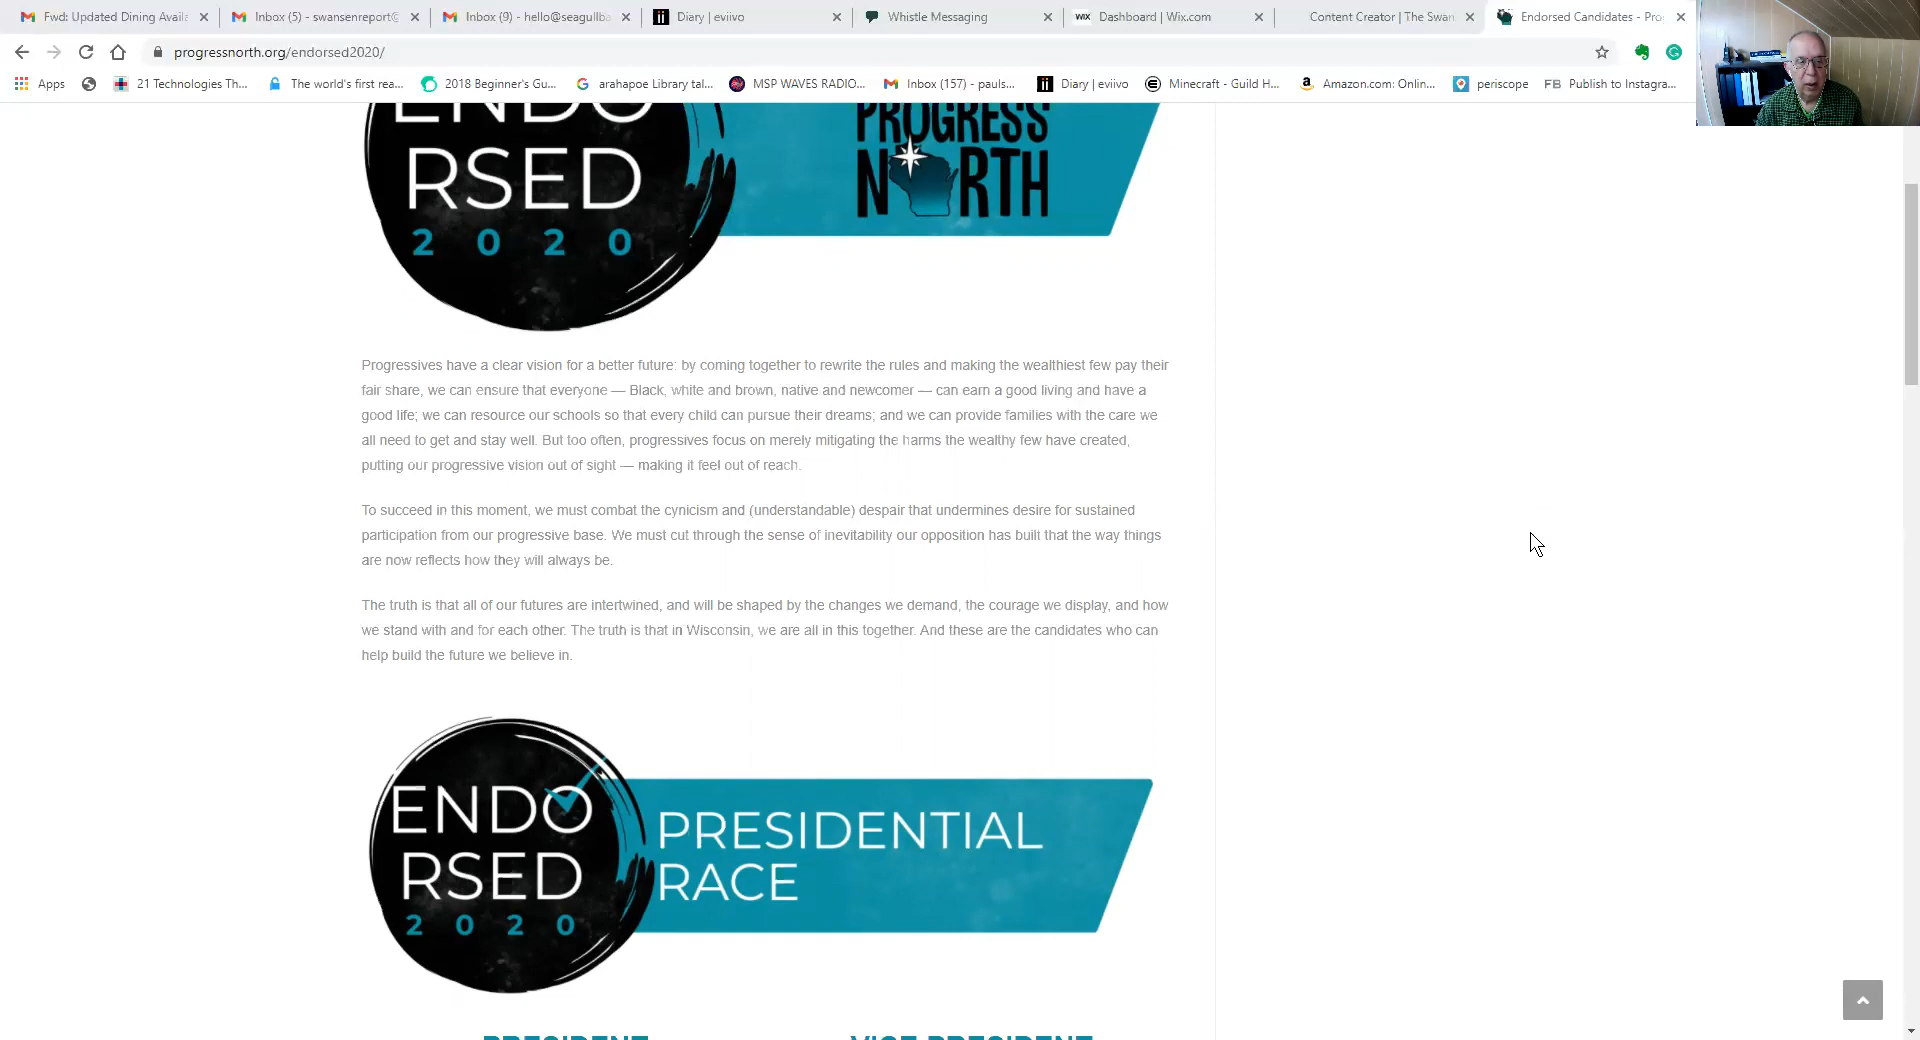 Fwd: Updated Dining Availa
Inbox (5) - swansenreport@
Inbox (9) - hello@seagullba
Diary | eviivo
Whistle Messaging
WIX Dashboard | Wix.com
Content Creator | The Swan
Endorsed Candidates - Pro
progressnorth.org/endorsed2020/
Apps
21 Technologies Th...
The world's first rea...
2018 Beginner's Gu...
arahapoe Library tal...
MSP WAVES RADIO...
Inbox (157) - pauls...
Diary | eviivo
Minecraft - Guild H...
Amazon.com: Onlin...
periscope
FB Publish to Instagra...
ENDO
RSED
2020
PROGRESS
NORTH
Progressives have a clear vision for a better future: by coming together to rewrite the rules and making the wealthiest few pay their
fair share, we can ensure that everyone — Black, white and brown, native and newcomer — can earn a good living and have a
good life; we can resource our schools so that every child can pursue their dreams; and we can provide families with the care we
all need to get and stay well. But too often, progressives focus on merely mitigating the harms the wealthy few have created,
putting our progressive vision out of sight — making it feel out of reach.
To succeed in this moment, we must combat the cynicism and (understandable) despair that undermines desire for sustained
participation from our progressive base. We must cut through the sense of inevitability our opposition has built that the way things
are now reflects how they will always be.
The truth is that all of our futures are intertwined, and will be shaped by the changes we demand, the courage we display, and how
we stand with and for each other. The truth is that in Wisconsin, we are all in this together. And these are the candidates who can
help build the future we believe in.
ENDO
RSED
2020
PRESIDENTIAL
RACE
PRESIDENT
VICE PRESIDENT